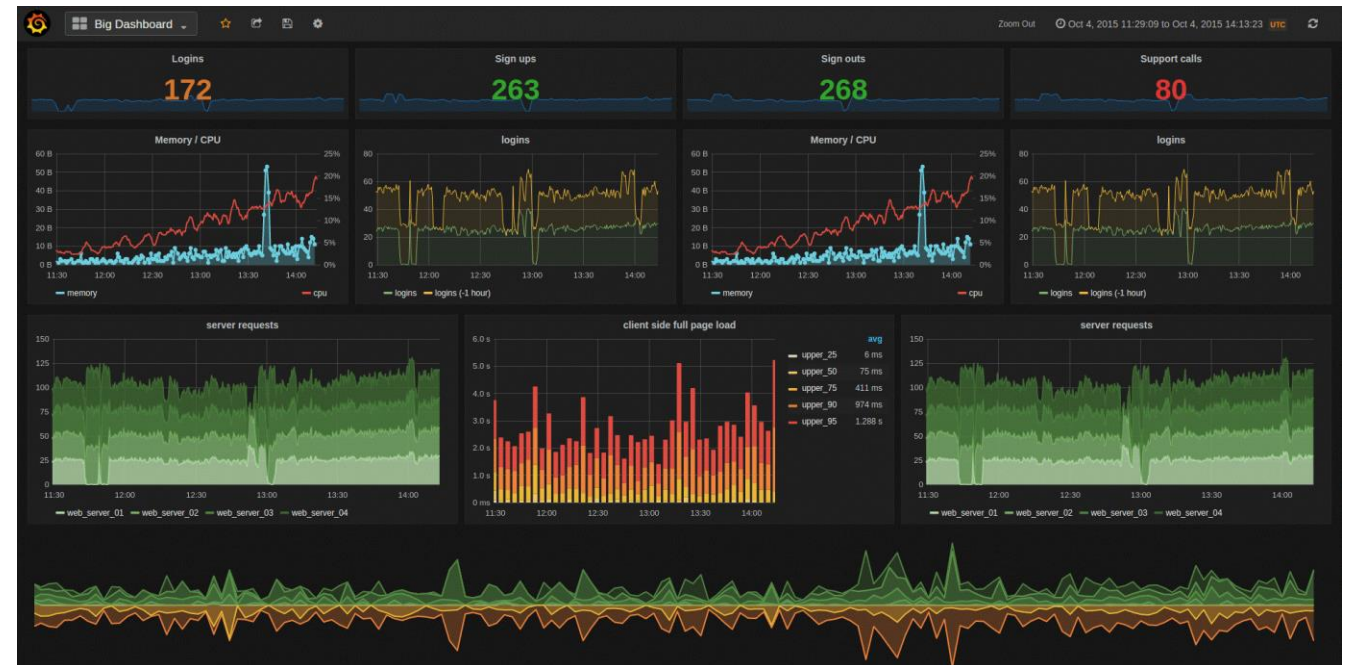 Big Dashboard
Zoom Out Oct 4, 2015 11:29:09 to Oct 4, 2015 14:13:23 UTC
Logins
172
Sign ups
263
Sign outs
268
Support calls
80
Memory / CPU
60 B
50 B
40 B
30 B
20 B
10 B
0 B
25%
20%
15%
10%
5%
0%
11:30 12:00 12:30 13:00 13:30 14:00
memory cpu
logins
80
60
40
20
0
11:30 12:00 12:30 13:00 13:30 14:00
logins logins (-1 hour)
Memory / CPU
60 B
50 B
40 B
30 B
20 B
10 B
0 B
25%
20%
15%
10%
5%
0%
11:30 12:00 12:30 13:00 13:30 14:00
memory cpu
logins
80
60
40
20
0
11:30 12:00 12:30 13:00 13:30 14:00
logins logins (-1 hour)
server requests
150
125
100
75
50
25
0
11:30 12:00 12:30 13:00 13:30 14:00
web_server_01 web_server_02 web_server_03 web_server_04
client side full page load
6.0 s
5.0 s
4.0 s
3.0 s
2.0 s
1.0 s
0 ms
11:30 12:00 12:30 13:00 13:30 14:00
avg
upper_25 6 ms
upper_50 75 ms
upper_75 411 ms
upper_90 974 ms
upper_95 1.288 s
server requests
150
125
100
75
50
25
0
11:30 12:00 12:30 13:00 13:30 14:00
web_server_01 web_server_02 web_server_03 web_server_04